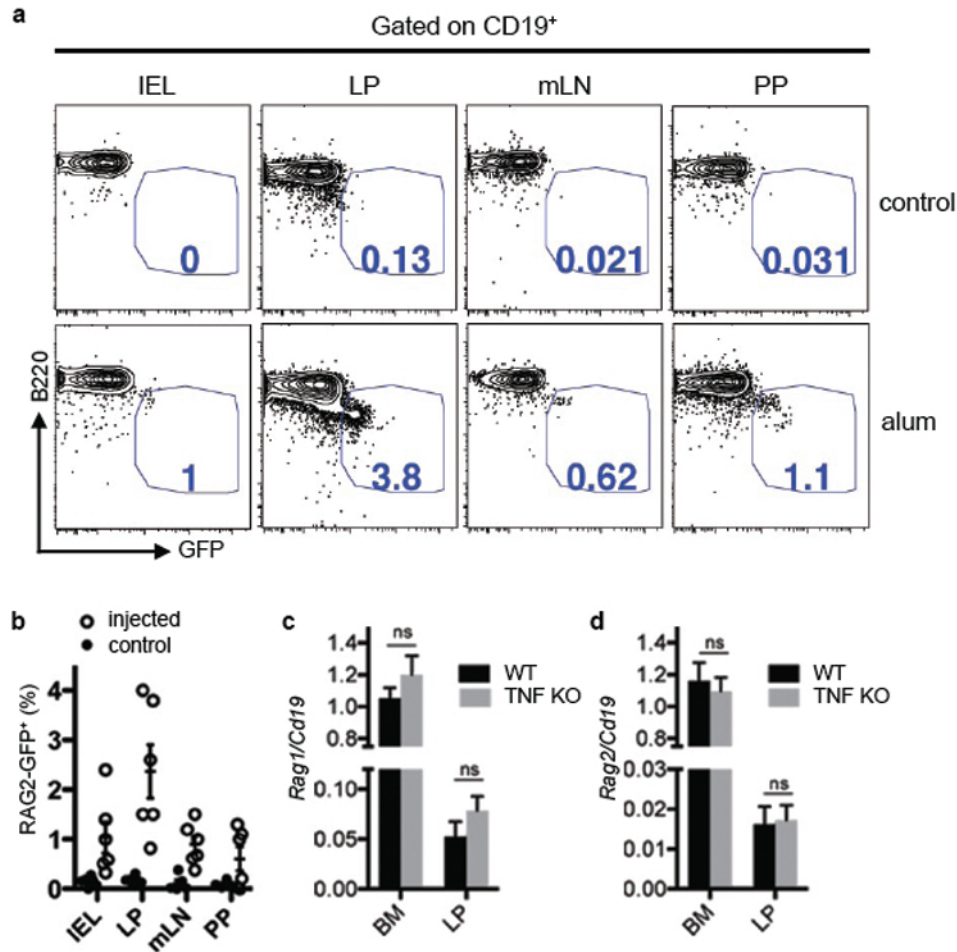 a
Gated on CD19⁺
IEL LP mLN PP
0 0.13 0.021 0.031
control
1 3.8 0.62 1.1
alum
B220
GFP
b
injected
control
RAG2-GFP⁺ (%)
4
3
2
1
0
IEL LP mLN PP
c
ns
WT
TNF KO
Rag1/Cd19
1.4
1.2
1.0
0.8
0.10
0.05
0.00
ns
BM LP
d
ns
WT
TNF KO
Rag2/Cd19
1.4
1.2
1.0
0.8
0.03
0.02
0.01
0.00
ns
BM LP